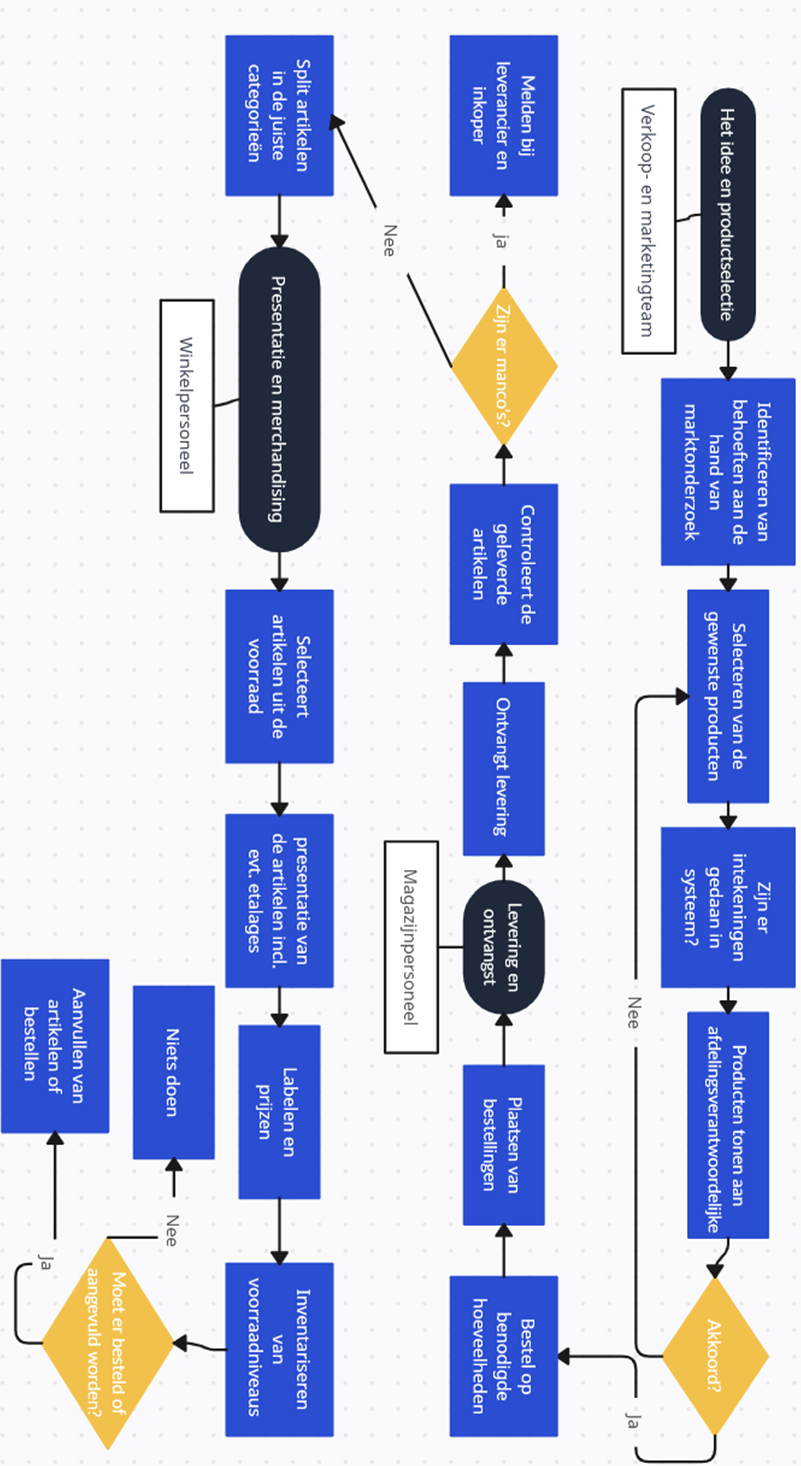 Het idee en productselectie
Verkoop- en marketingteam
Identificeren van
behoeften aan de
hand van
marktonderzoek
Selecteren van de
gewenste producten
Zijn er
intekeningen
gedaan in
systeem?
Producten tonen aan
afdelingsverantwoordelijke
Akkoord?
Nee
Ja
Bestel op
benodigde
hoeveelheden
Plaatsen van
bestellingen
Levering en
ontvangst
Magazijnpersoneel
Ontvangt levering
Controleert de
geleverde
artikelen
Zijn er manco's?
ja
Melden bij
leverancier en
inkoper
Nee
Split artikelen
in de juiste
categorieën
Presentatie en merchandising
Winkelpersoneel
Selecteert
artikelen uit de
voorraad
presentatie van
de artikelen incl.
evt. etalages
Labelen en
prijzen
Inventariseren
van
voorraadniveaus
Moet er besteld of
aangevuld worden?
Nee
Niets doen
Ja
Aanvullen van
artikelen of
bestellen